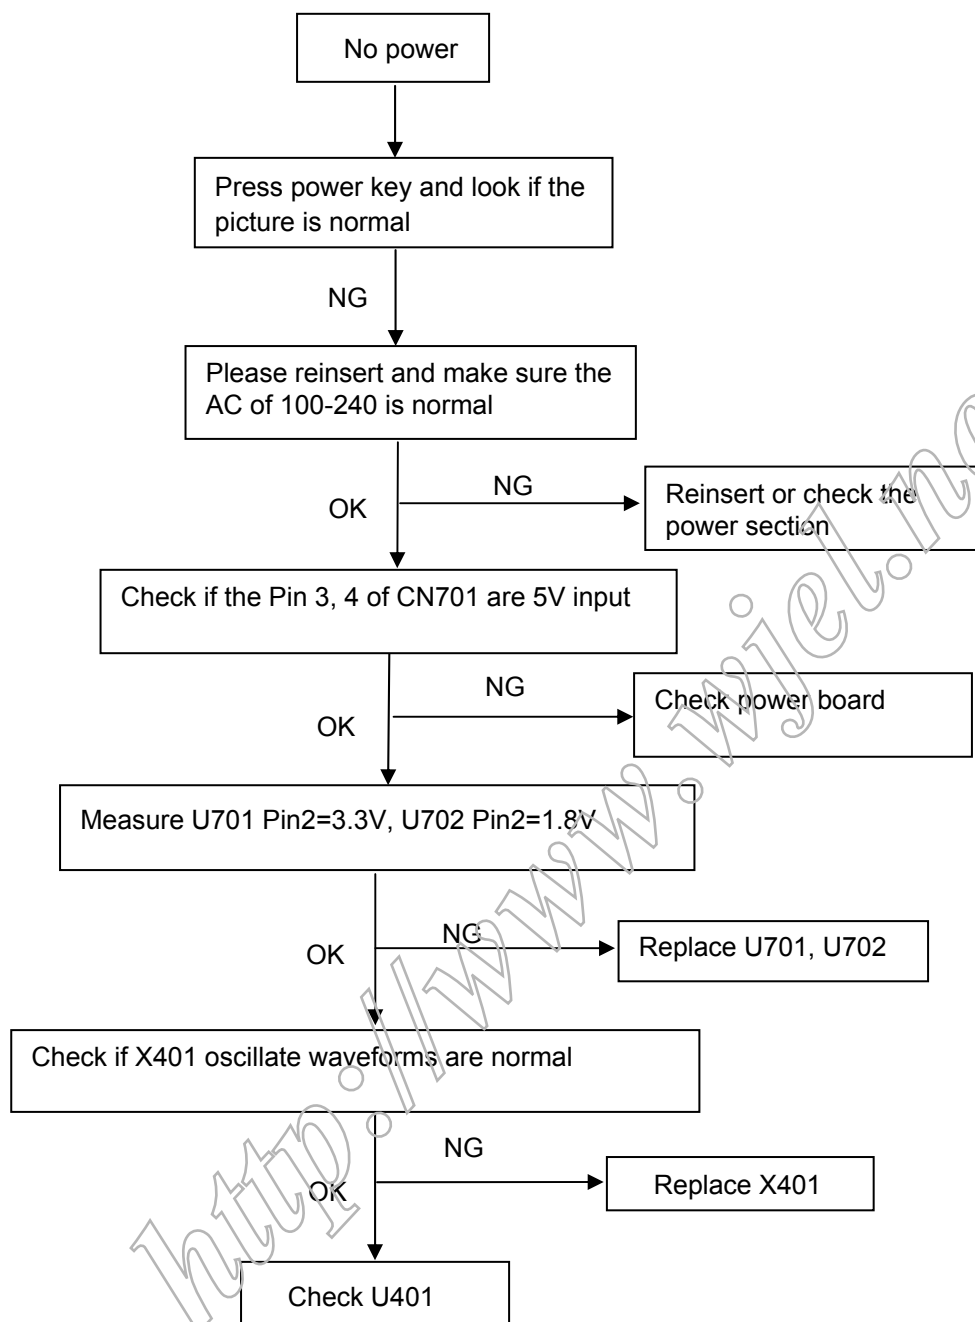 No power
Press power key and look if the
picture is normal
NG
Please reinsert and make sure the
AC of 100-240 is normal
NG
OK
Reinsert or check the
power section
Check if the Pin 3, 4 of CN701 are 5V input
NG
OK
Check power board
Measure U701 Pin2=3.3V, U702 Pin2=1.8V
NG
OK
Replace U701, U702
Check if X401 oscillate waveforms are normal
NG
OK
Replace X401
Check U401
http://www.wjel.ne